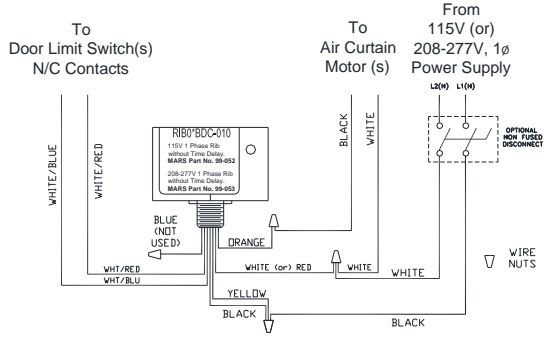 To
Door Limit Switch(s)
N/C Contacts
To
Air Curtain
Motor (s)
From
115V (or)
208-277V, 1ø
Power Supply
L2(N) L1(H)
OPTIONAL
NON FUSED
DISCONNECT
WHITE/BLUE
WHITE/RED
BLACK
WHITE
RIB0*BDC-010
115V 1 Phase Rib
without Time Delay.
MARS Part No. 99-052
208-277V 1 Phase Rib
without Time Delay.
MARS Part No. 99-053
BLUE
(NOT
USED)
ORANGE
WHT/RED
WHT/BLU
WHITE (or) RED
WHITE
WHITE
WIRE
NUTS
YELLOW
BLACK
BLACK